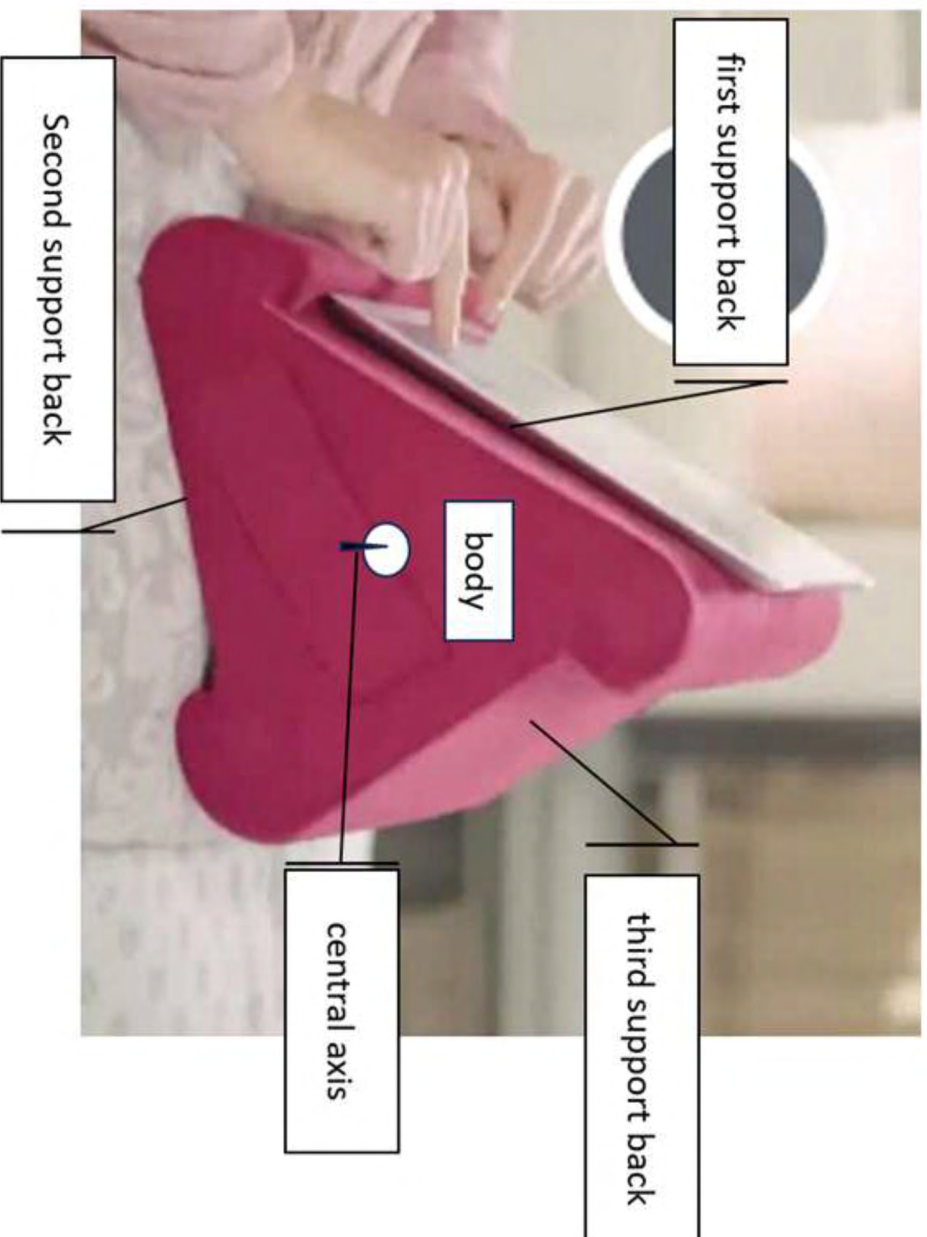 first support back
third support back
body
central axis
Second support back